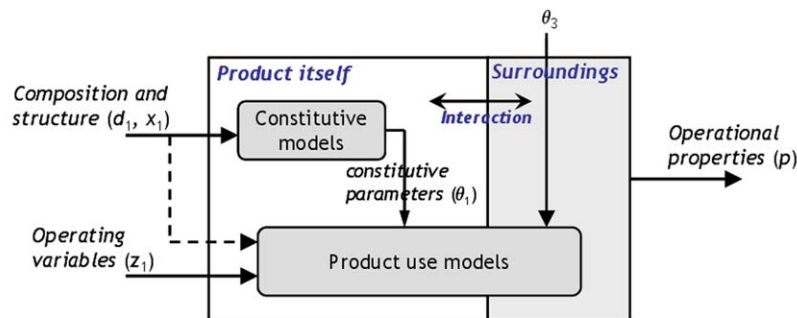 θ₃
Product itself
Surroundings
Composition and
structure (d₁, x₁)
Constitutive
models
Interaction
Operational
properties (p)
constitutive
parameters (θ₁)
Operating
variables (z₁)
Product use models